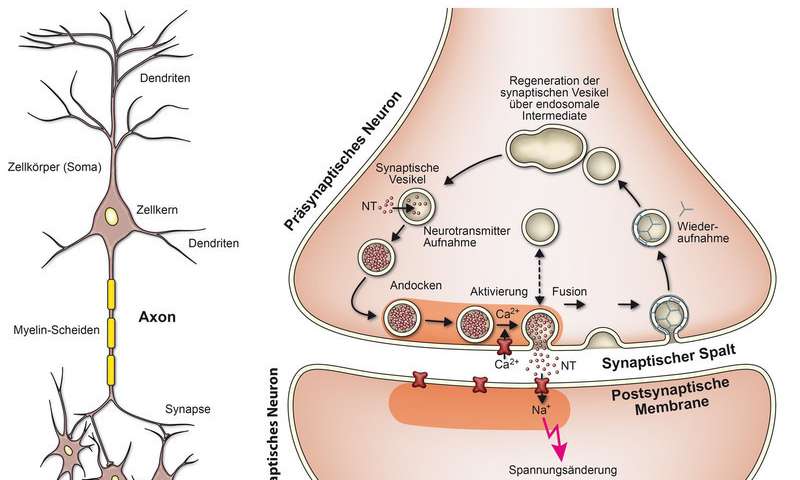 Dendriten
Zellkörper (Soma)
Zellkern
Dendriten
Axon
Myelin-Scheiden
Synapse
Präsynaptisches Neuron
Regeneration der
synaptischen Vesikel
über endosomale
Intermediate
Synaptische
Vesikel
NT
Neurotransmitter
Aufnahme
Wieder-
aufnahme
Andocken
Aktivierung
Fusion
Ca²⁺
Ca²⁺
NT
Synaptischer Spalt
Postsynaptische
Membrane
Na⁺
Spannungsänderung
Neuron